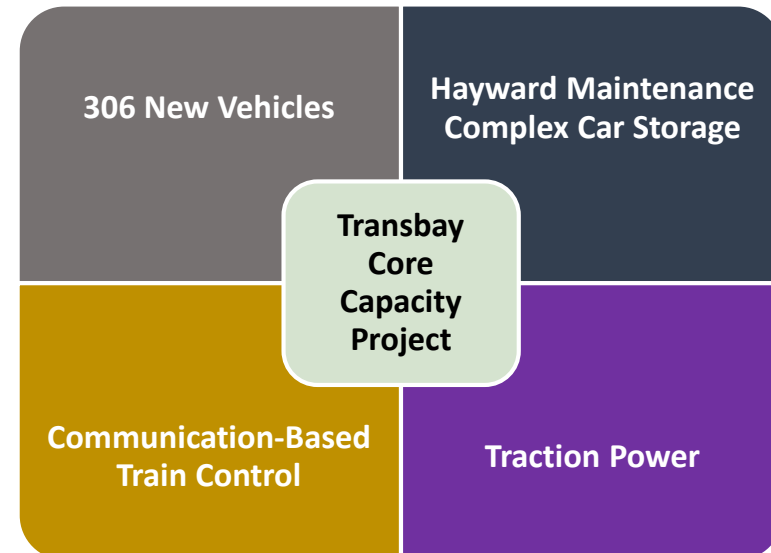 306 New Vehicles
Hayward Maintenance
Complex Car Storage
Transbay
Core
Capacity
Project
Communication-Based
Train Control
Traction Power